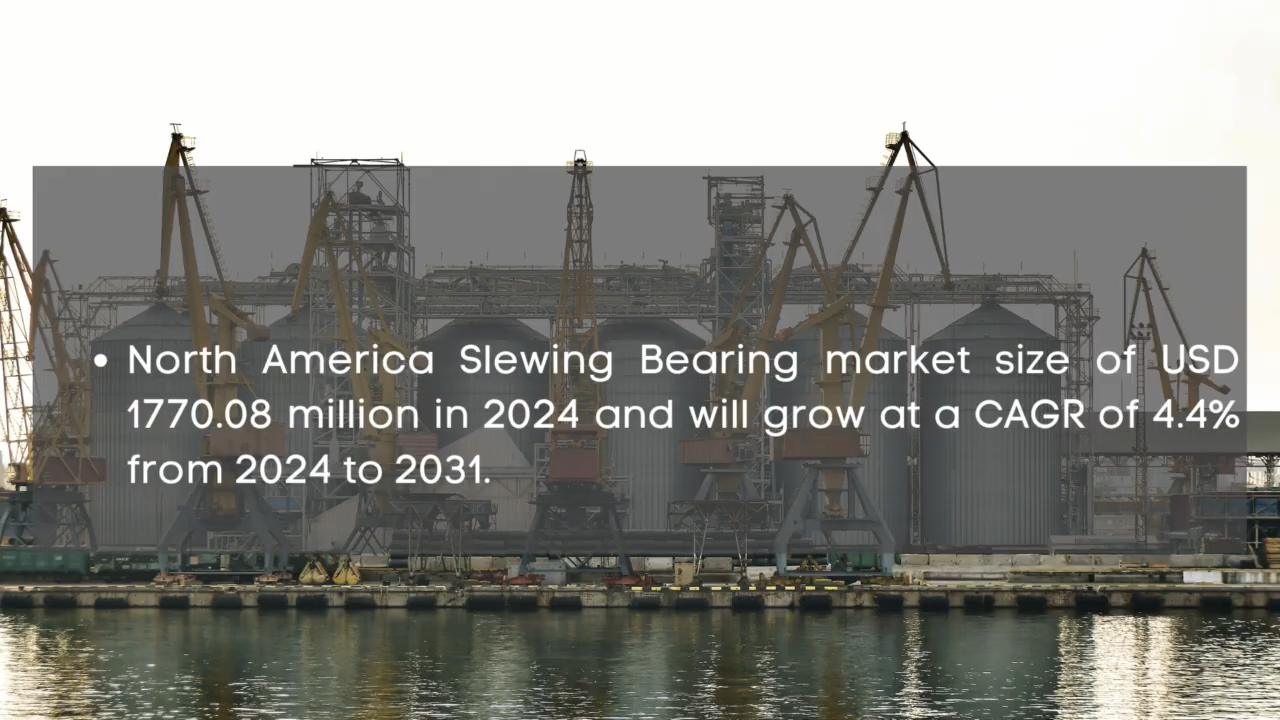 • North America Slewing Bearing market size of USD
1770.08 million in 2024 and will grow at a CAGR of 4.4%
from 2024 to 2031.